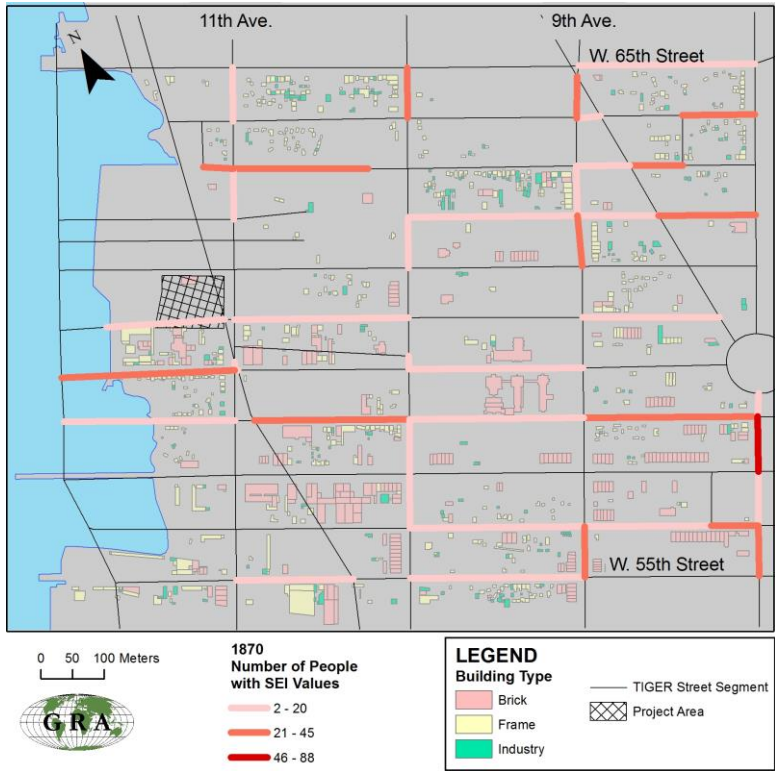 11th Ave.
9th Ave.
N
W. 65th Street
W. 55th Street
0 50 100 Meters
GRA
1870
Number of People
with SEI Values
2 - 20
21 - 45
46 - 88
LEGEND
Building Type
Brick
Frame
Industry
TIGER Street Segment
Project Area